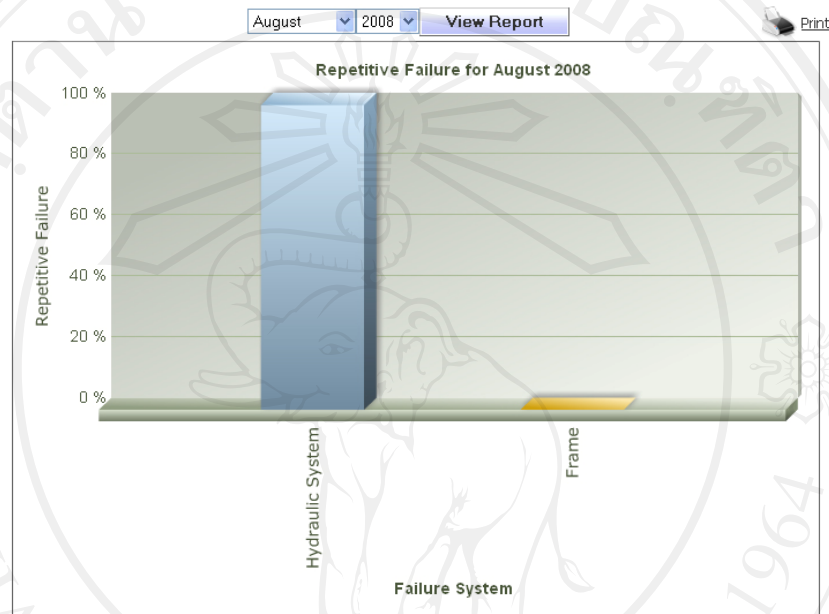 August 2008 View Report Print
Repetitive Failure for August 2008
100 %
80 %
60 %
40 %
20 %
0 %
Repetitive Failure
Hydraulic System
Frame
Failure System
1964